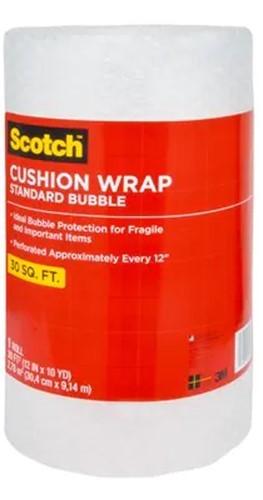 Scotch™
CUSHION WRAP
STANDARD BUBBLE
• Ideal Bubble Protection for Fragile
and Important Items
• Perforated Approximately Every 12"
30 SQ. FT.
1 ROLL
30 FT² (12 IN x 10 YD)
2,78 m² (30,4 cm x 9,14 m)
3M